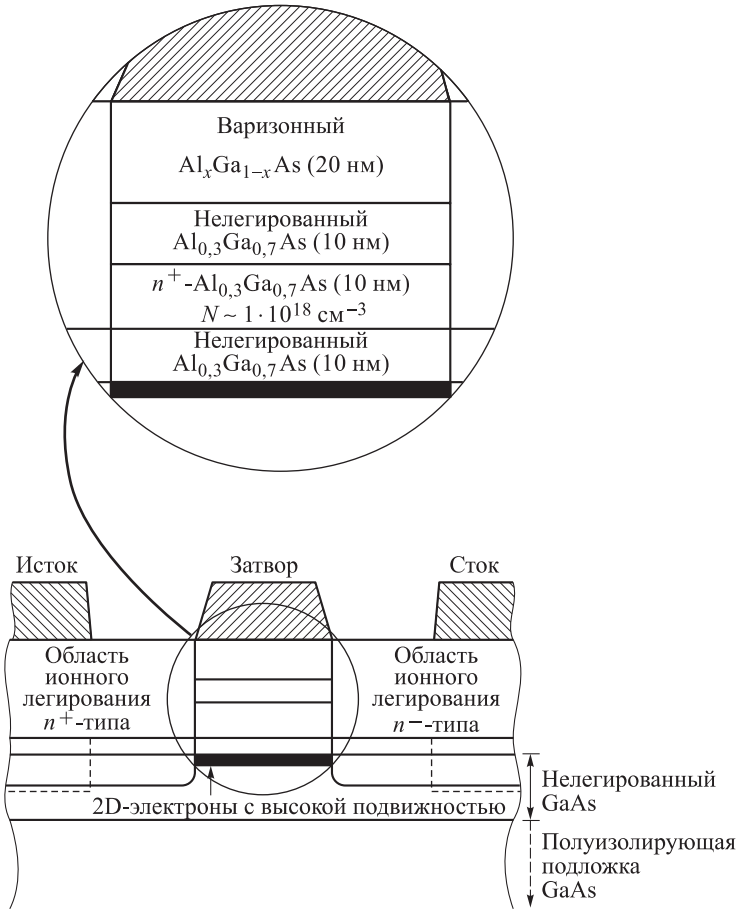 Варизонный
AlₓGa₁₋ₓAs (20 нм)
Нелегированный
Al₀,₃Ga₀,₇As (10 нм)
n⁺-Al₀,₃Ga₀,₇As (10 нм)
N ~ 1·10¹⁸ см⁻³
Нелегированный
Al₀,₃Ga₀,₇As (10 нм)
Исток
Затвор
Сток
Область
ионного
легирования
n⁺-типа
Область
ионного
легирования
n⁻-типа
2D-электроны с высокой подвижностью
Нелегированный
GaAs
Полуизолирующая
подложка
GaAs